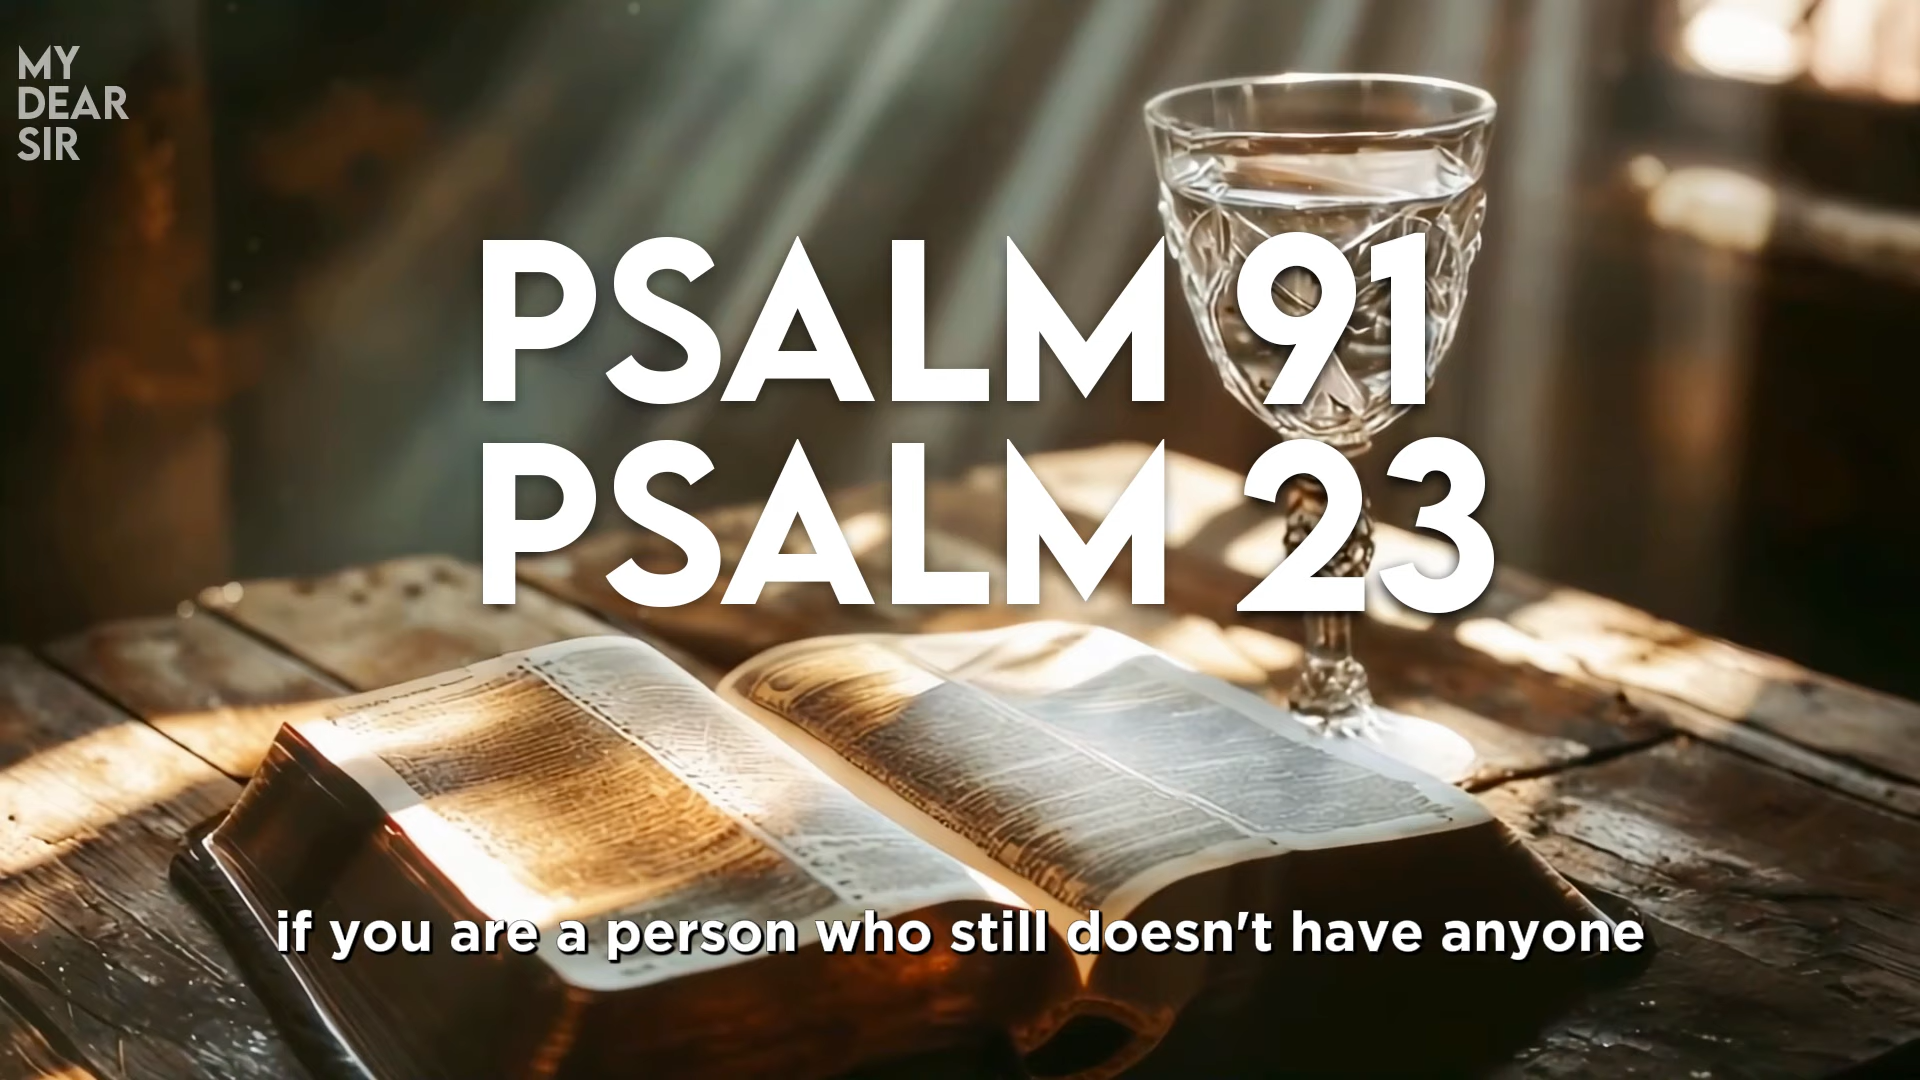 MY
DEAR
SIR
PSALM 91
PSALM 23
if you are a person who still doesn't have anyone